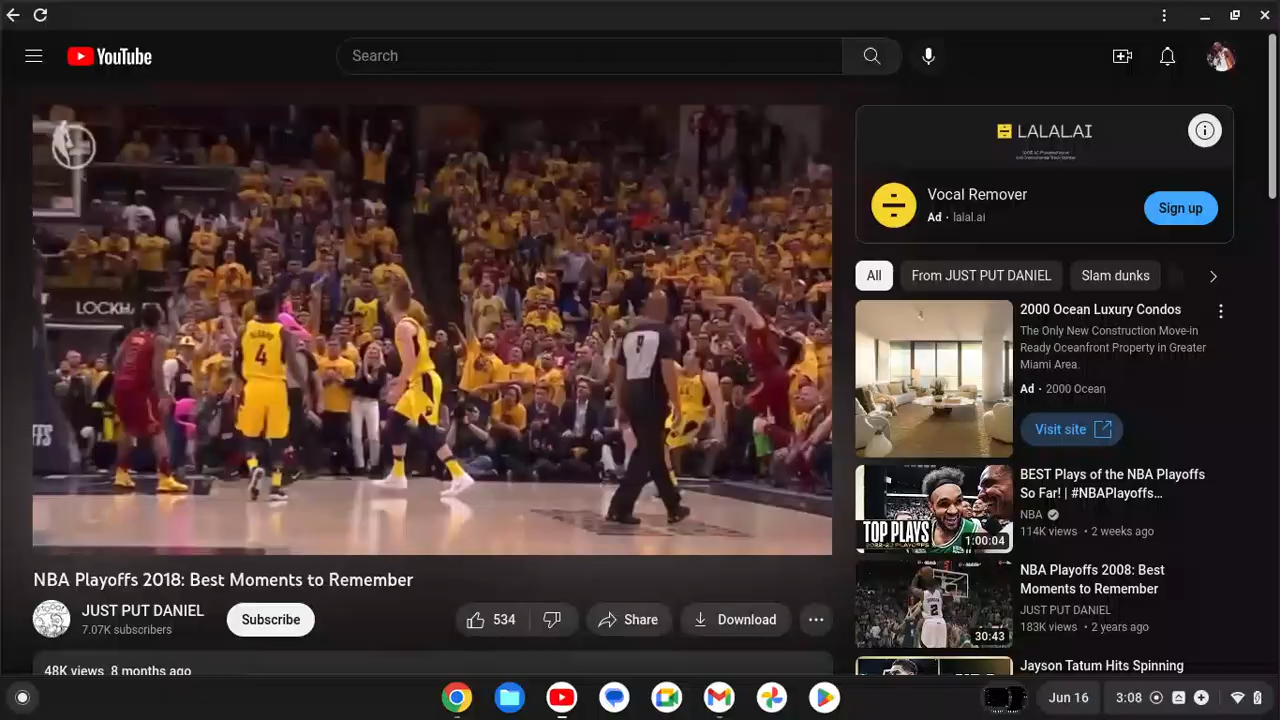 YouTube
Search
LOCKH
4
9
NBA Playoffs 2018: Best Moments to Remember
JUST PUT DANIEL
7.07K subscribers
Subscribe
534
Share
Download
48K views 8 months ago
LALALAI
Vocal Remover
Ad · lalal.ai
Sign up
All
From JUST PUT DANIEL
Slam dunks
2000 Ocean Luxury Condos
The Only New Construction Move-in
Ready Oceanfront Property in Greater
Miami Area.
Ad · 2000 Ocean
Visit site
TOP PLAYS
1:00:04
BEST Plays of the NBA Playoffs
So Far! | #NBAPlayoffs…
NBA
114K views · 2 weeks ago
2
30:43
NBA Playoffs 2008: Best
Moments to Remember
JUST PUT DANIEL
183K views · 2 years ago
Jayson Tatum Hits Spinning
Jun 16
3:08